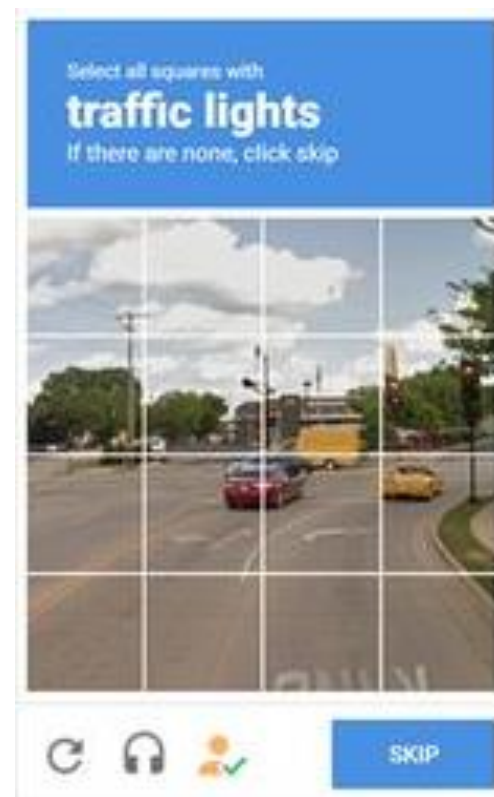 Select all squares with
traffic lights
If there are none, click skip
SKIP